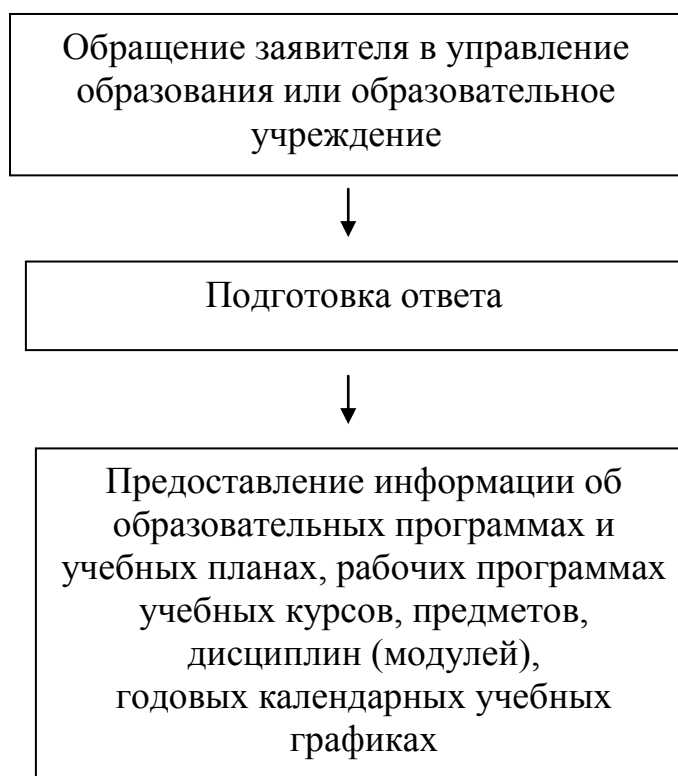 Обращение заявителя в управление
образования или образовательное
учреждение
Подготовка ответа
Предоставление информации об
образовательных программах и
учебных планах, рабочих программах
учебных курсов, предметов,
дисциплин (модулей),
годовых календарных учебных
графиках